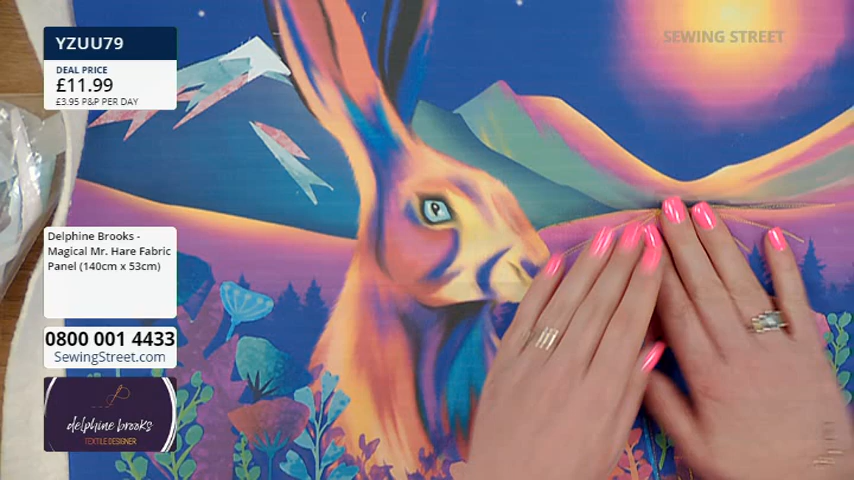 YZUU79
DEAL PRICE
£11.99
£3.95 P&P PER DAY
SEWING STREET
Delphine Brooks -
Magical Mr. Hare Fabric
Panel (140cm x 53cm)
0800 001 4433
SewingStreet.com
delphine brooks
TEXTILE DESIGNER